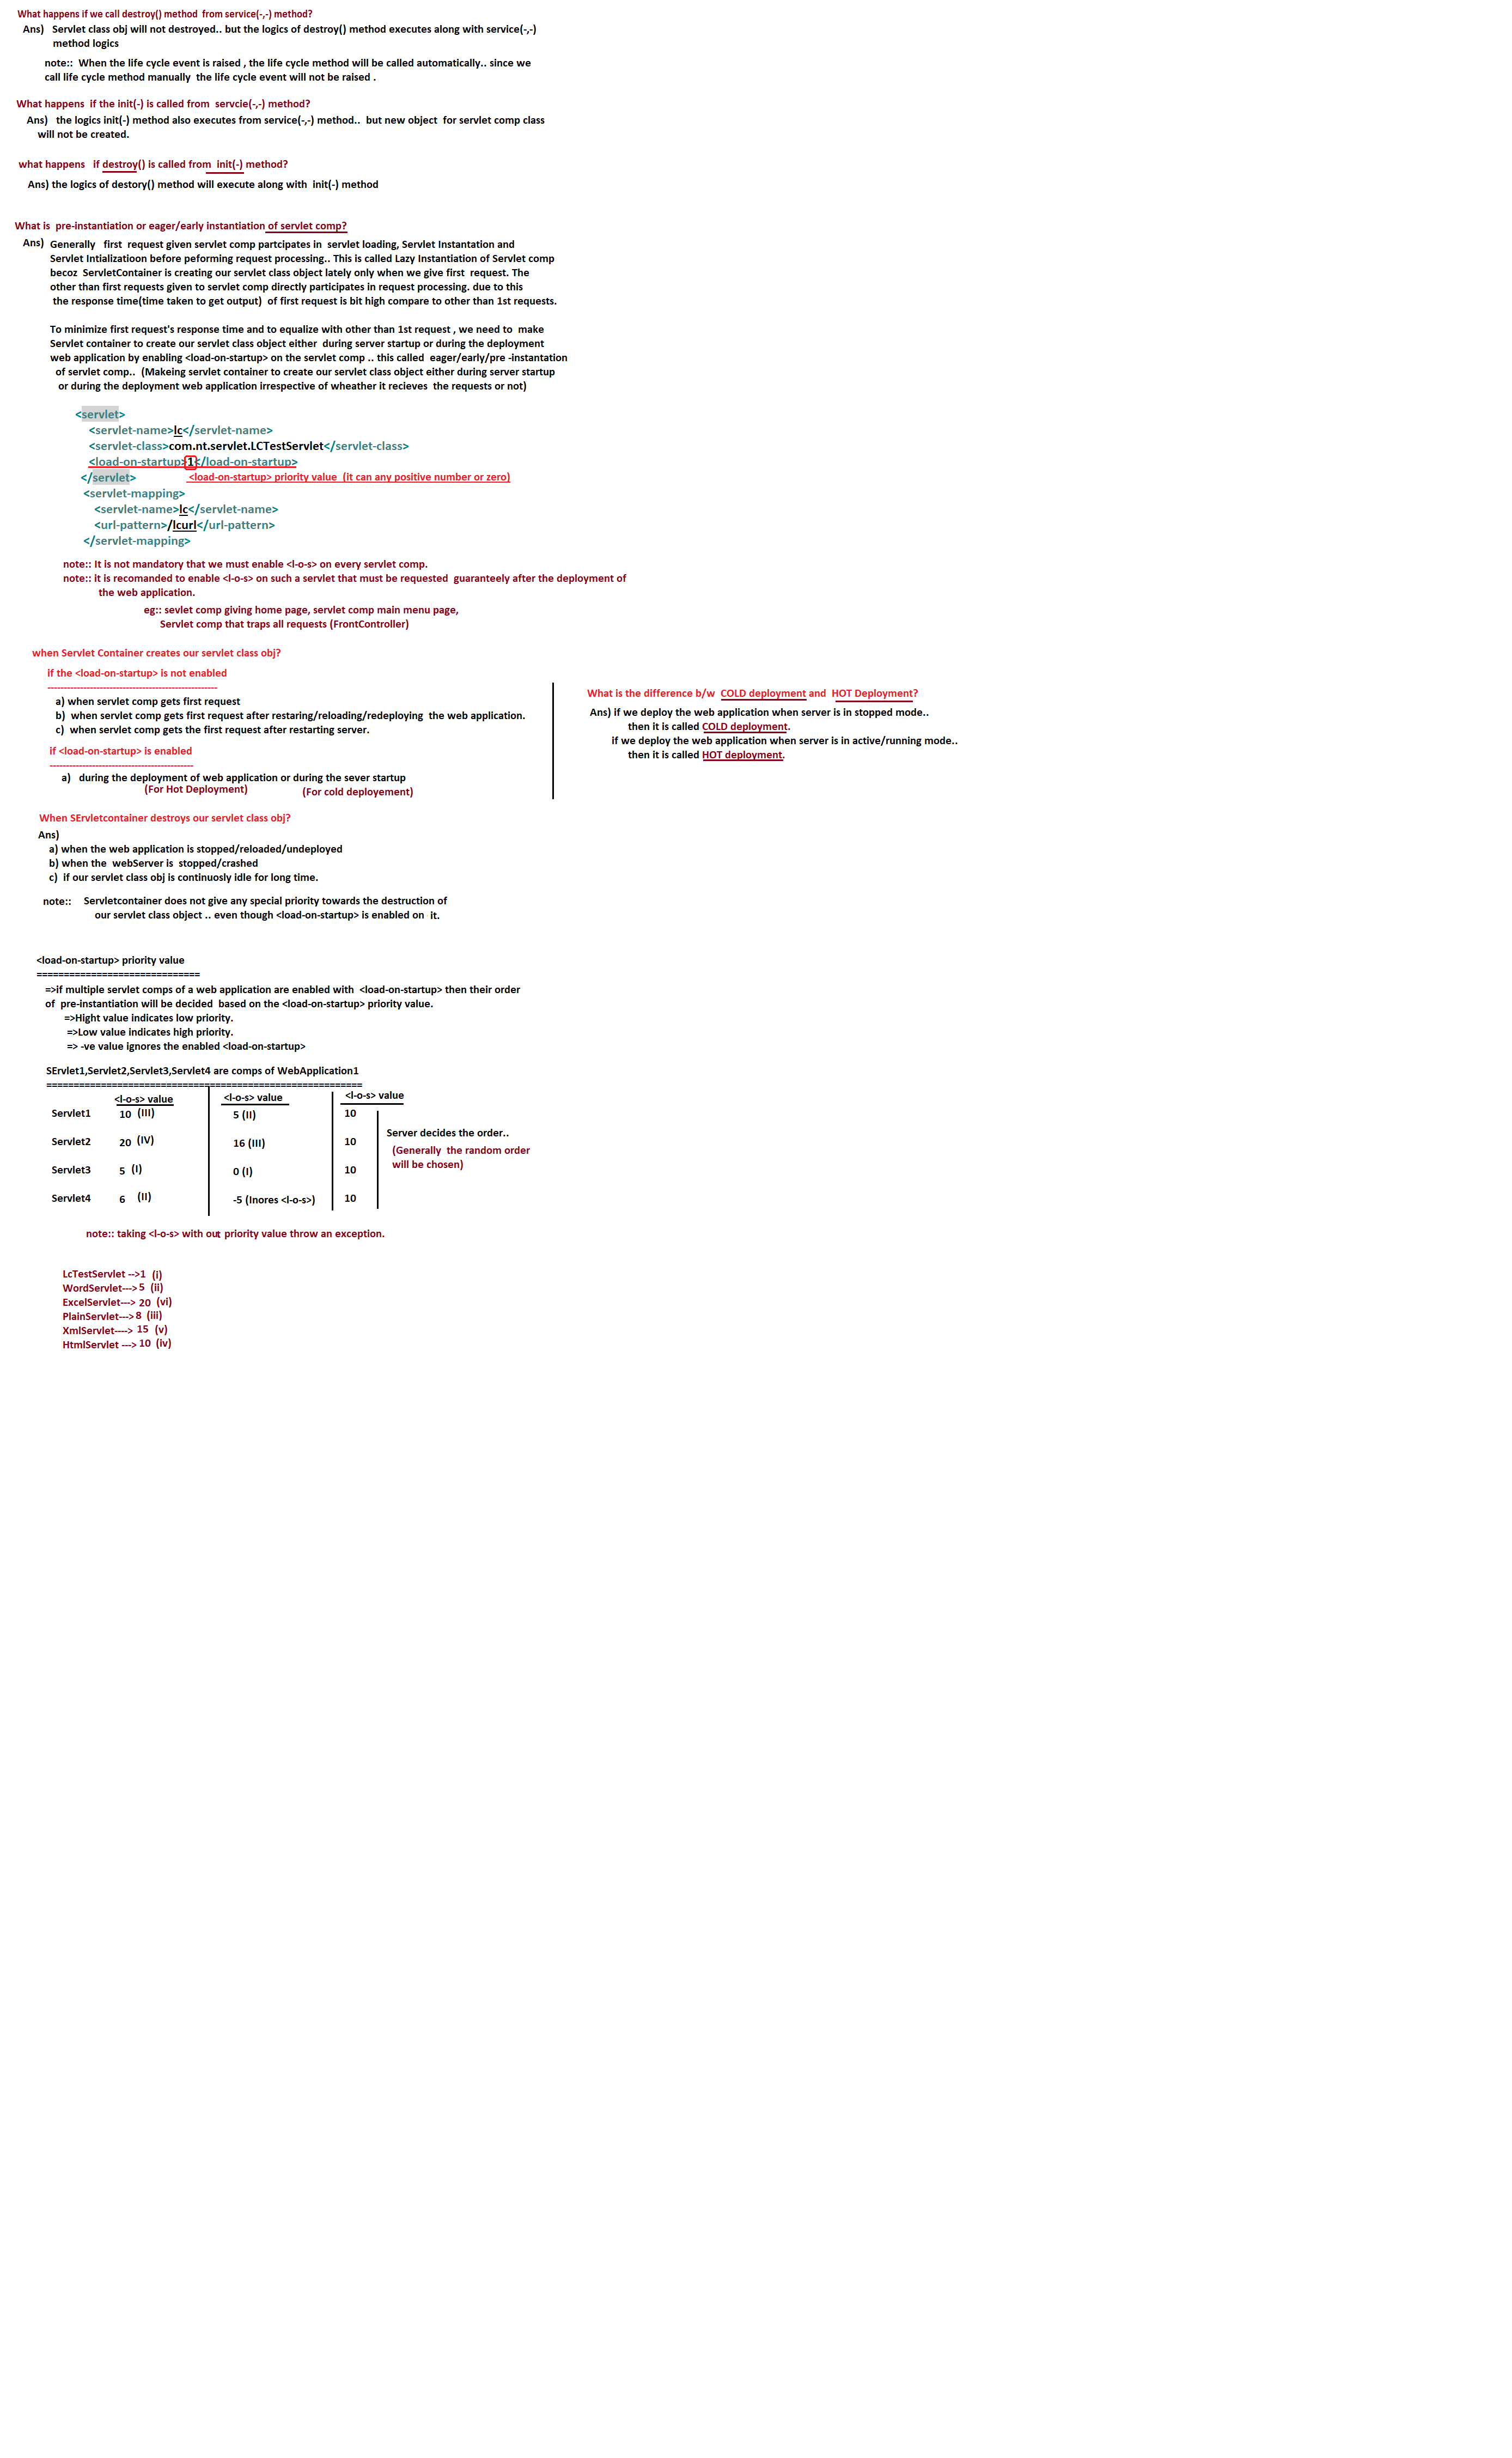 What happens if we call destroy() method  from service(-,-) method?
Ans)   Servlet class obj will not destroyed.. but the logics of destroy() method executes along with service(-,-)
method logics
note::  When the life cycle event is raised , the life cycle method will be called automatically.. since we
call life cycle method manually  the life cycle event will not be raised .
What happens  if the init(-) is called from  servcie(-,-) method?
Ans)   the logics init(-) method also executes from service(-,-) method..  but new object  for servlet comp class
will not be created.
what happens   if destroy() is called from  init(-) method?
Ans) the logics of destory() method will execute along with  init(-) method
What is  pre-instantiation or eager/early instantiation of servlet comp?
Ans)  Generally   first  request given servlet comp partcipates in  servlet loading, Servlet Instantation and
Servlet Intializatioon before peforming request processing.. This is called Lazy Instantiation of Servlet comp
becoz  ServletContainer is creating our servlet class object lately only when we give first  request. The
other than first requests given to servlet comp directly participates in request processing. due to this
the response time(time taken to get output)  of first request is bit high compare to other than 1st requests.
To minimize first request's response time and to equalize with other than 1st request , we need to  make
Servlet container to create our servlet class object either  during server startup or during the deployment
web application by enabling <load-on-startup> on the servlet comp .. this called  eager/early/pre -instantation
of servlet comp..  (Makeing servlet container to create our servlet class object either during server startup
or during the deployment web application irrespective of wheather it recieves  the requests or not)
<servlet>
<servlet-name>lc</servlet-name>
<servlet-class>com.nt.servlet.LCTestServlet</servlet-class>
<load-on-startup>1</load-on-startup>
</servlet>
<load-on-startup> priority value  (it can any positive number or zero)
<servlet-mapping>
<servlet-name>lc</servlet-name>
<url-pattern>/lcurl</url-pattern>
</servlet-mapping>
note:: It is not mandatory that we must enable <l-o-s> on every servlet comp.
note:: it is recomanded to enable <l-o-s> on such a servlet that must be requested  guaranteely after the deployment of
the web application.
eg:: sevlet comp giving home page, servlet comp main menu page,
Servlet comp that traps all requests (FrontController)
when Servlet Container creates our servlet class obj?
if the <load-on-startup> is not enabled
----------------------------------------------------
a) when servlet comp gets first request
b)  when servlet comp gets first request after restaring/reloading/redeploying  the web application.
c)  when servlet comp gets the first request after restarting server.
if <load-on-startup> is enabled
--------------------------------------------
a)   during the deployment of web application or during the sever startup
(For Hot Deployment)
(For cold deployement)
What is the difference b/w  COLD deployment and  HOT Deployment?
Ans) if we deploy the web application when server is in stopped mode..
then it is called COLD deployment.
if we deploy the web application when server is in active/running mode..
then it is called HOT deployment.
When SErvletcontainer destroys our servlet class obj?
Ans)
a) when the web application is stopped/reloaded/undeployed
b) when the  webServer is  stopped/crashed
c)  if our servlet class obj is continuosly idle for long time.
note::    Servletcontainer does not give any special priority towards the destruction of
our servlet class object .. even though <load-on-startup> is enabled on  it.
<load-on-startup> priority value
==============================
=>if multiple servlet comps of a web application are enabled with  <load-on-startup> then their order
of  pre-instantiation will be decided  based on the <load-on-startup> priority value.
=>Hight value indicates low priority.
=>Low value indicates high priority.
=> -ve value ignores the enabled <load-on-startup>
SErvlet1,Servlet2,Servlet3,Servlet4 are comps of WebApplication1
==========================================================
<l-o-s> value <l-o-s> value <l-o-s> value
Servlet1 10 (III) 5 (II) 10
Servlet2 20 (IV) 16 (III) 10
Servlet3 5 (I) 0 (I) 10
Servlet4 6 (II) -5 (Inores <l-o-s>) 10
Server decides the order..
(Generally  the random order
will be chosen)
note:: taking <l-o-s> with out priority value throw an exception.
LcTestServlet -->1 (i)
WordServlet--->5 (ii)
ExcelServlet---> 20 (vi)
PlainServlet--->8 (iii)
XmlServlet----> 15 (v)
HtmlServlet ---> 10 (iv)